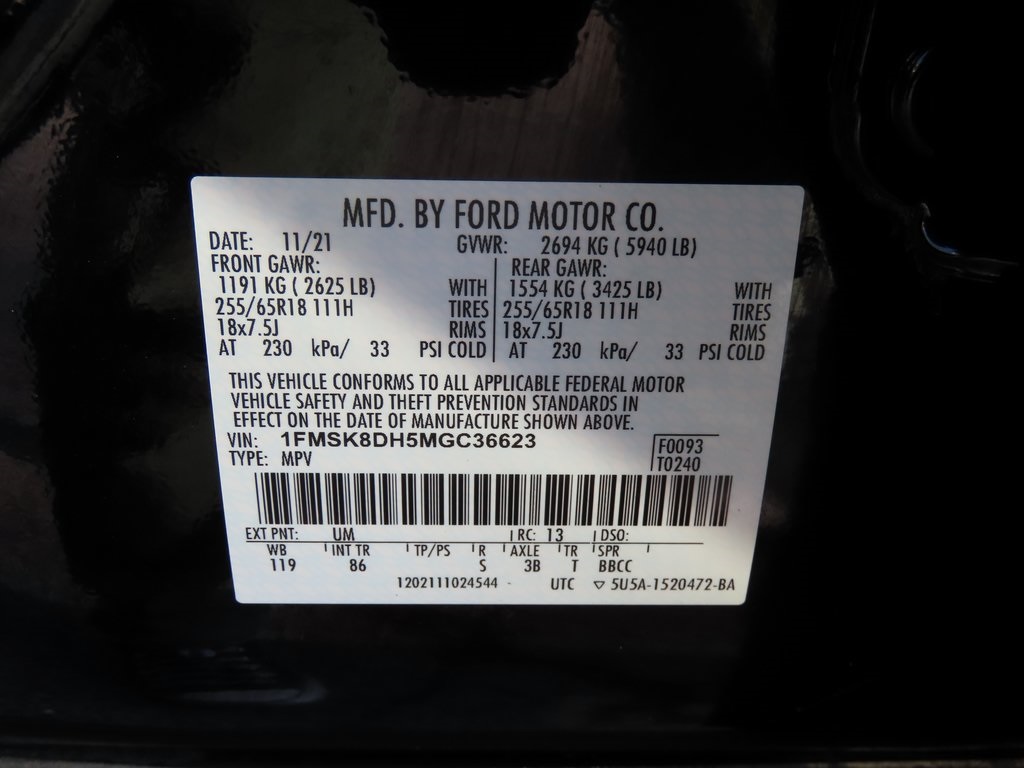 MFD. BY FORD MOTOR CO.
DATE: 11/21 GVWR: 2694 KG ( 5940 LB)
FRONT GAWR: REAR GAWR:
1191 KG ( 2625 LB) WITH 1554 KG ( 3425 LB) WITH
255/65R18 111H TIRES 255/65R18 111H TIRES
18x7.5J RIMS 18x7.5J RIMS
AT 230 kPa/ 33 PSI COLD AT 230 kPa/ 33 PSI COLD
THIS VEHICLE CONFORMS TO ALL APPLICABLE FEDERAL MOTOR
VEHICLE SAFETY AND THEFT PREVENTION STANDARDS IN
EFFECT ON THE DATE OF MANUFACTURE SHOWN ABOVE.
VIN: 1FMSK8DH5MGC36623 F0093
TYPE: MPV T0240
EXT PNT: UM RC: 13 DSO:
WB INT TR TP/PS R AXLE TR SPR
119 86 S 3B T BBCC
1202111024544 - UTC ▽ 5U5A-1520472-BA